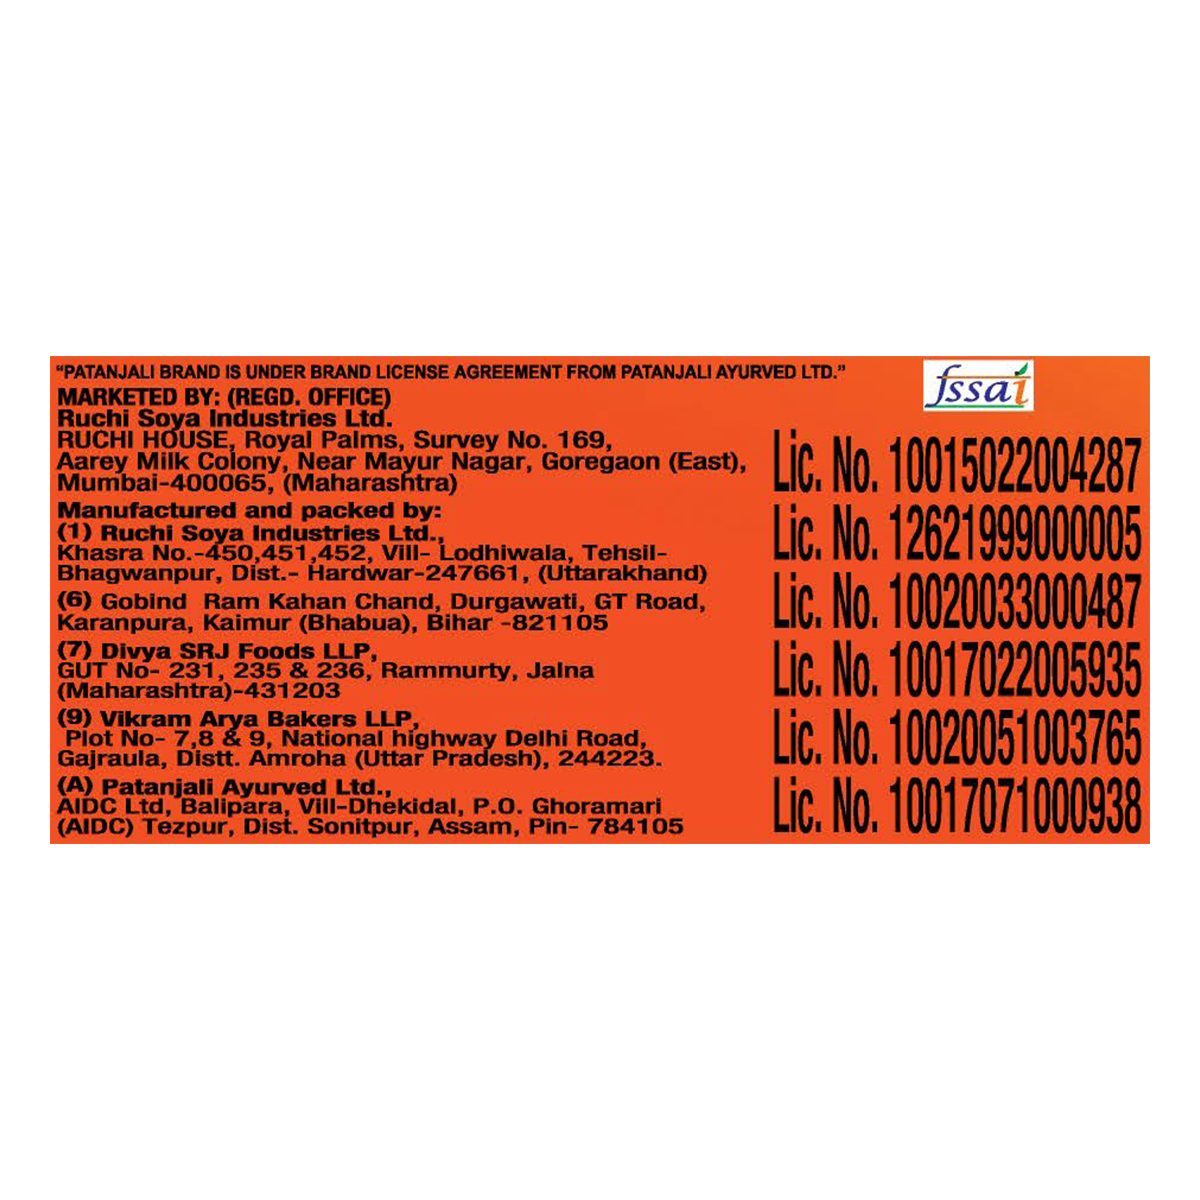 “PATANJALI BRAND IS UNDER BRAND LICENSE AGREEMENT FROM PATANJALI AYURVED LTD.”
fssai
MARKETED BY: (REGD. OFFICE)
Ruchi Soya Industries Ltd.
RUCHI HOUSE, Royal Palms, Survey No. 169,
Aarey Milk Colony, Near Mayur Nagar, Goregaon (East),
Mumbai-400065, (Maharashtra)
Lic. No. 10015022004287
Manufactured and packed by:
(1) Ruchi Soya Industries Ltd.,
Khasra No.-450,451,452, Vill- Lodhiwala, Tehsil-
Bhagwanpur, Dist.- Hardwar-247661, (Uttarakhand)
Lic. No. 12621999000005
(6) Gobind Ram Kahan Chand, Durgawati, GT Road,
Karanpura, Kaimur (Bhabua), Bihar -821105
Lic. No. 10020033000487
(7) Divya SRJ Foods LLP,
GUT No- 231, 235 & 236, Rammurty, Jalna
(Maharashtra)-431203
Lic. No. 10017022005935
(9) Vikram Arya Bakers LLP,
Plot No- 7,8 & 9, National highway Delhi Road,
Gajraula, Distt. Amroha (Uttar Pradesh), 244223.
Lic. No. 10020051003765
(A) Patanjali Ayurved Ltd.,
AIDC Ltd, Balipara, Vill-Dhekidal, P.O. Ghoramari
(AIDC) Tezpur, Dist. Sonitpur, Assam, Pin- 784105
Lic. No. 10017071000938